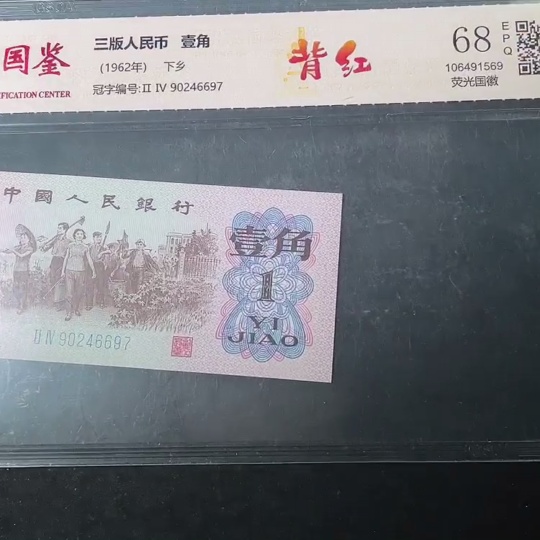 国鉴
IFICATION CENTER
三版人民币 壹角
(1962年) 下乡
冠字编号:II IV 90246697
背红
68
EPQ
106491569
荧光国徽
中国人民銀行
壹角
1
YI
JIAO
II IV 90246697